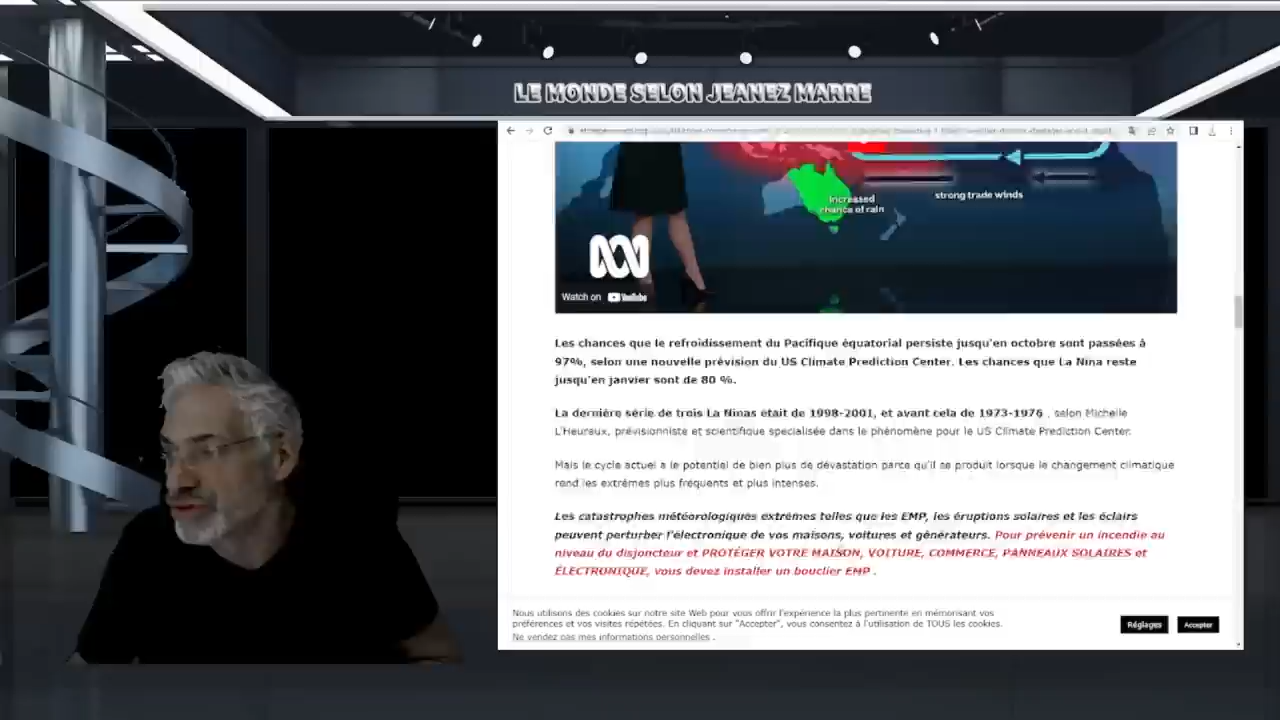 LE MONDE SELON JEANEZ MARRE
increased
chance of rain
strong trade winds
Watch on YouTube
Les chances que le refroidissement du Pacifique équatorial persiste jusqu'en octobre sont passées à
97%, selon une nouvelle prévision du US Climate Prediction Center. Les chances que La Nina reste
jusqu'en janvier sont de 80 %.
La dernière série de trois La Ninas était de 1998-2001, et avant cela de 1973-1976 , selon Michelle
L'Heureux, prévisionniste et scientifique spécialisée dans le phénomène pour le US Climate Prediction Center.
Mais le cycle actuel a le potentiel de bien plus de dévastation parce qu'il se produit lorsque le changement climatique
rend les extrêmes plus fréquents et plus intenses.
Les catastrophes météorologiques extrêmes telles que les EMP, les éruptions solaires et les éclairs
peuvent perturber l'électronique de vos maisons, voitures et générateurs. Pour prévenir un incendie au
niveau du disjoncteur et PROTÉGER VOTRE MAISON, VOITURE, COMMERCE, PANNEAUX SOLAIRES et
ÉLECTRONIQUE, vous devez installer un bouclier EMP .
Nous utilisons des cookies sur notre site Web pour vous offrir l'expérience la plus pertinente en mémorisant vos
préférences et vos visites répétées. En cliquant sur "Accepter", vous consentez à l'utilisation de TOUS les cookies.
Ne vendez pas mes informations personnelles .
Réglages
Accepter